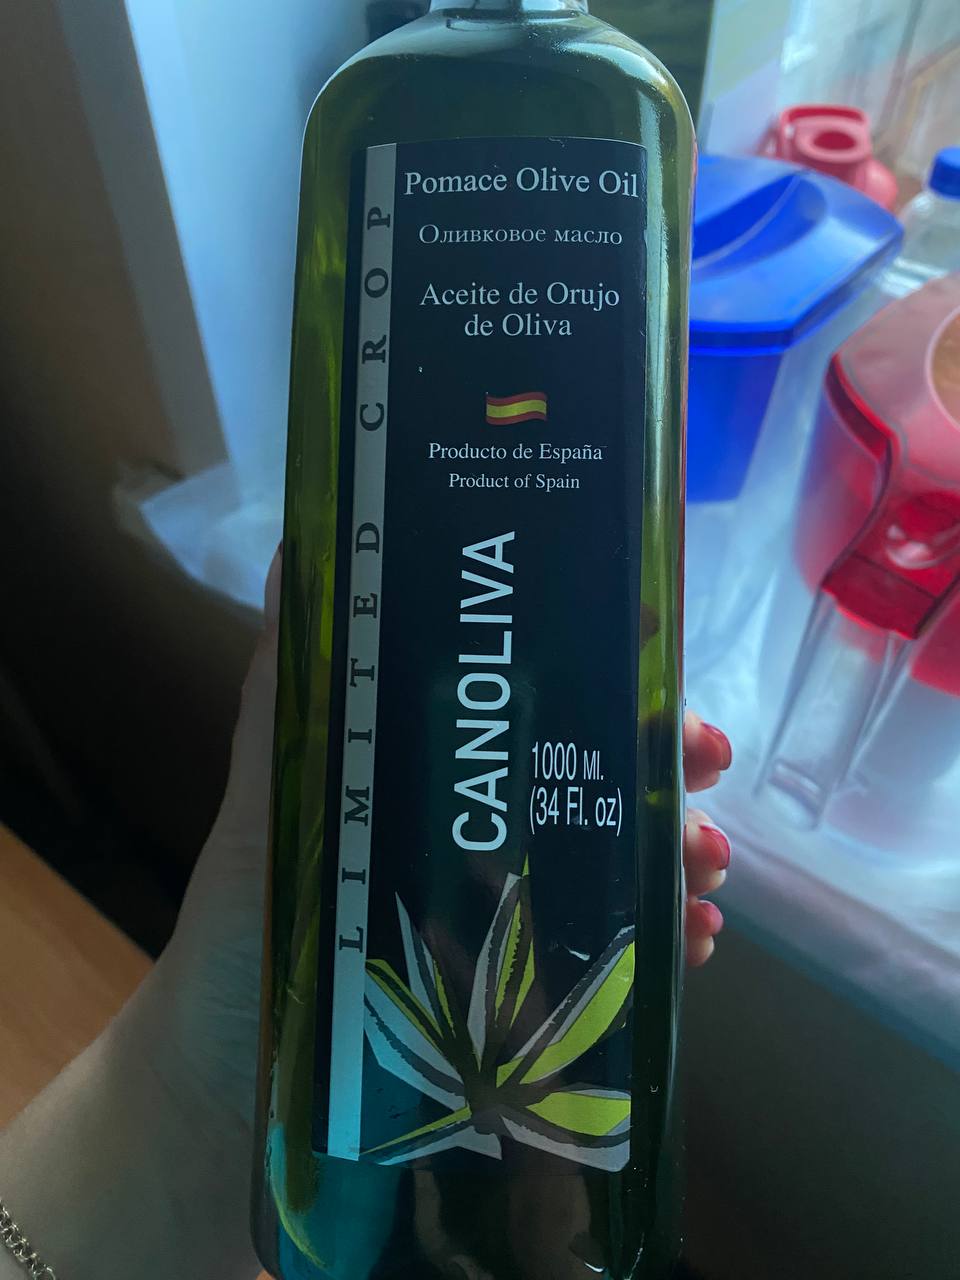 Pomace Olive Oil
Оливковое масло
Aceite de Orujo
de Oliva
Producto de España
Product of Spain
CANOLIVA
1000 Ml.
(34 Fl. oz)
LIMITED CROP